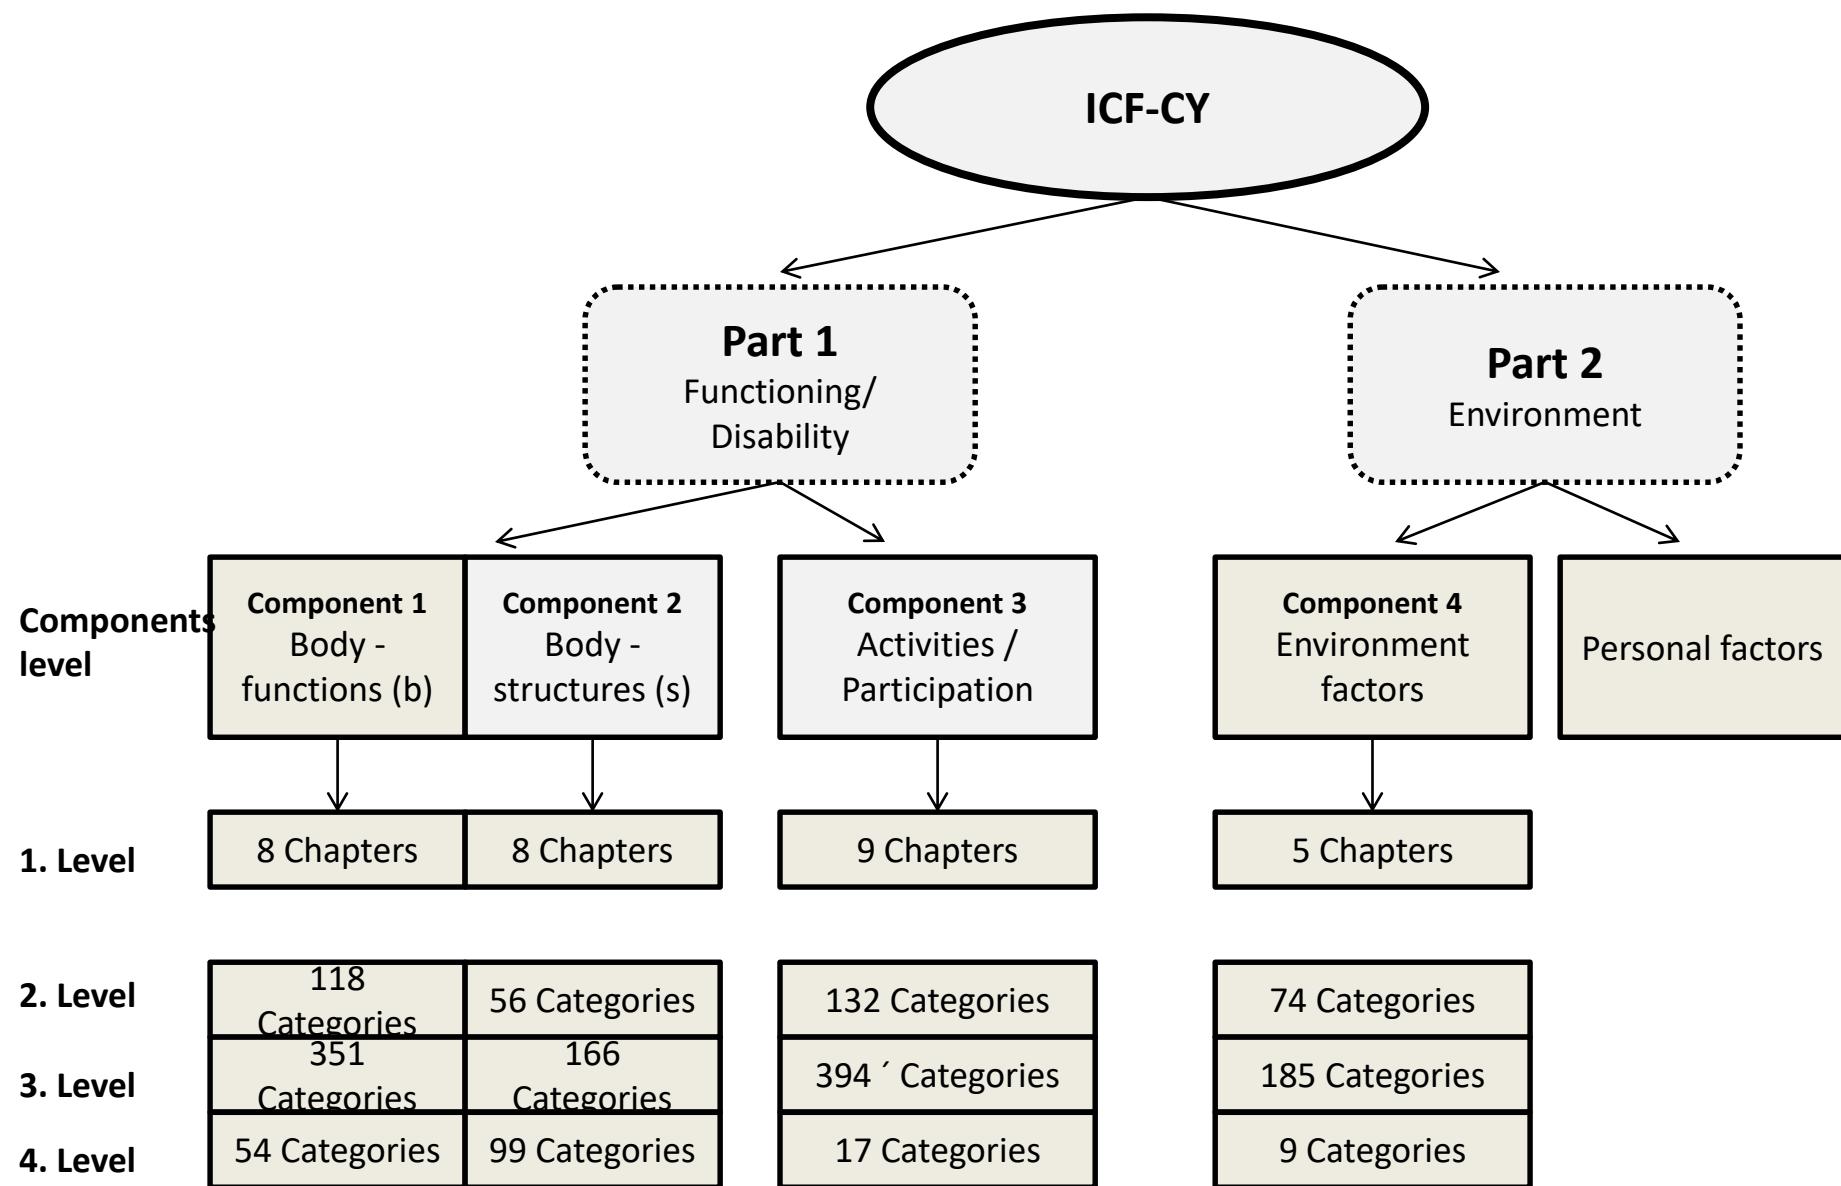 ICF-CY
Part 1
Functioning/
Disability
Part 2
Environment
Components
level
Component 1
Body -
functions (b)
Component 2
Body -
structures (s)
Component 3
Activities /
Participation
Component 4
Environment
factors
Personal factors
1. Level
8 Chapters
8 Chapters
9 Chapters
5 Chapters
2. Level
118
Categories
56 Categories
132 Categories
74 Categories
3. Level
351
Categories
166
Categories
394 ´ Categories
185 Categories
4. Level
54 Categories
99 Categories
17 Categories
9 Categories